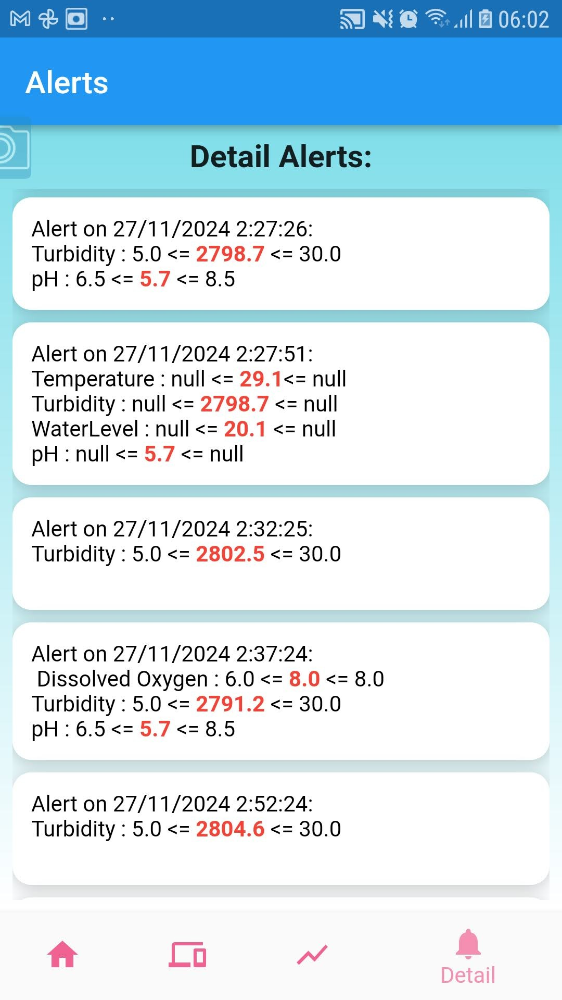 06:02
Alerts
Detail Alerts:
Alert on 27/11/2024 2:27:26:
Turbidity : 5.0 <= 2798.7 <= 30.0
pH : 6.5 <= 5.7 <= 8.5
Alert on 27/11/2024 2:27:51:
Temperature : null <= 29.1<= null
Turbidity : null <= 2798.7 <= null
WaterLevel : null <= 20.1 <= null
pH : null <= 5.7 <= null
Alert on 27/11/2024 2:32:25:
Turbidity : 5.0 <= 2802.5 <= 30.0
Alert on 27/11/2024 2:37:24:
Dissolved Oxygen : 6.0 <= 8.0 <= 8.0
Turbidity : 5.0 <= 2791.2 <= 30.0
pH : 6.5 <= 5.7 <= 8.5
Alert on 27/11/2024 2:52:24:
Turbidity : 5.0 <= 2804.6 <= 30.0
Detail